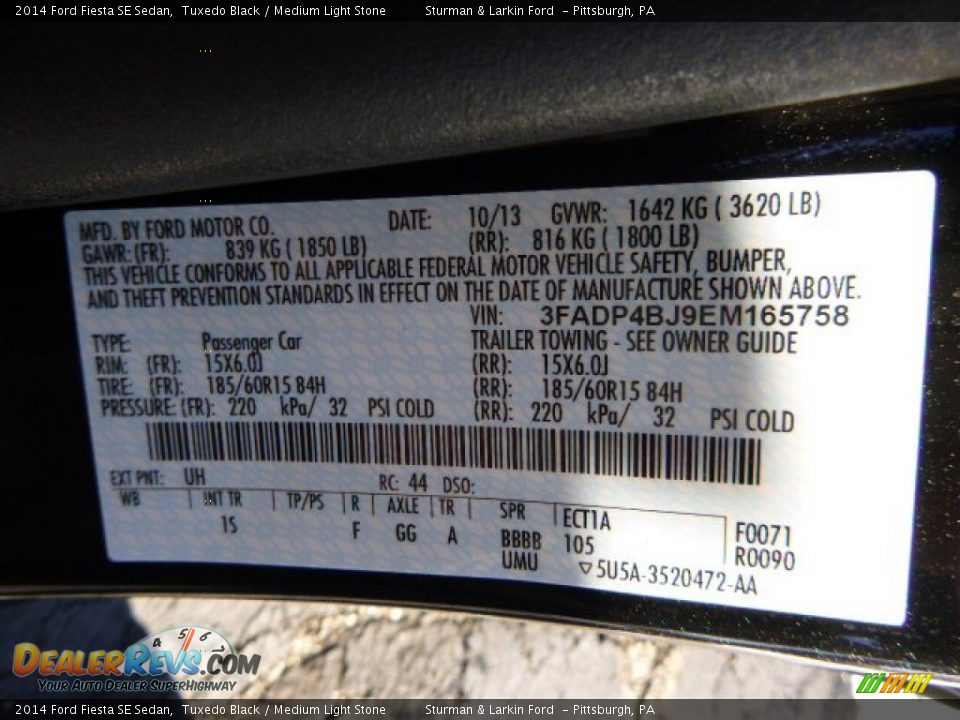 2014 Ford Fiesta SE Sedan, Tuxedo Black / Medium Light Stone Sturman & Larkin Ford - Pittsburgh, PA
MFD. BY FORD MOTOR CO. DATE: 10/13 GVWR: 1642 KG ( 3620 LB)
GAWR: (FR): 839 KG ( 1850 LB) (RR): 816 KG ( 1800 LB)
THIS VEHICLE CONFORMS TO ALL APPLICABLE FEDERAL MOTOR VEHICLE SAFETY, BUMPER,
AND THEFT PREVENTION STANDARDS IN EFFECT ON THE DATE OF MANUFACTURE SHOWN ABOVE.
VIN: 3FADP4BJ9EM165758
TYPE: Passenger Car TRAILER TOWING - SEE OWNER GUIDE
RIM: (FR): 15X6.0J (RR): 15X6.0J
TIRE: (FR): 185/60R15 84H (RR): 185/60R15 84H
PRESSURE: (FR): 220 kPa/ 32 PSI COLD (RR): 220 kPa/ 32 PSI COLD
EXT PNT: UH RC: 44 DSO:
WB INT TR TP/PS R AXLE TR SPR ECT1A F0071
1S F GG A BBBB 105 R0090
UMU ▽5U5A-3520472-AA
4 5 6
DEALERREVS.COM
YOUR AUTO DEALER SUPERHIGHWAY
2014 Ford Fiesta SE Sedan, Tuxedo Black / Medium Light Stone Sturman & Larkin Ford - Pittsburgh, PA